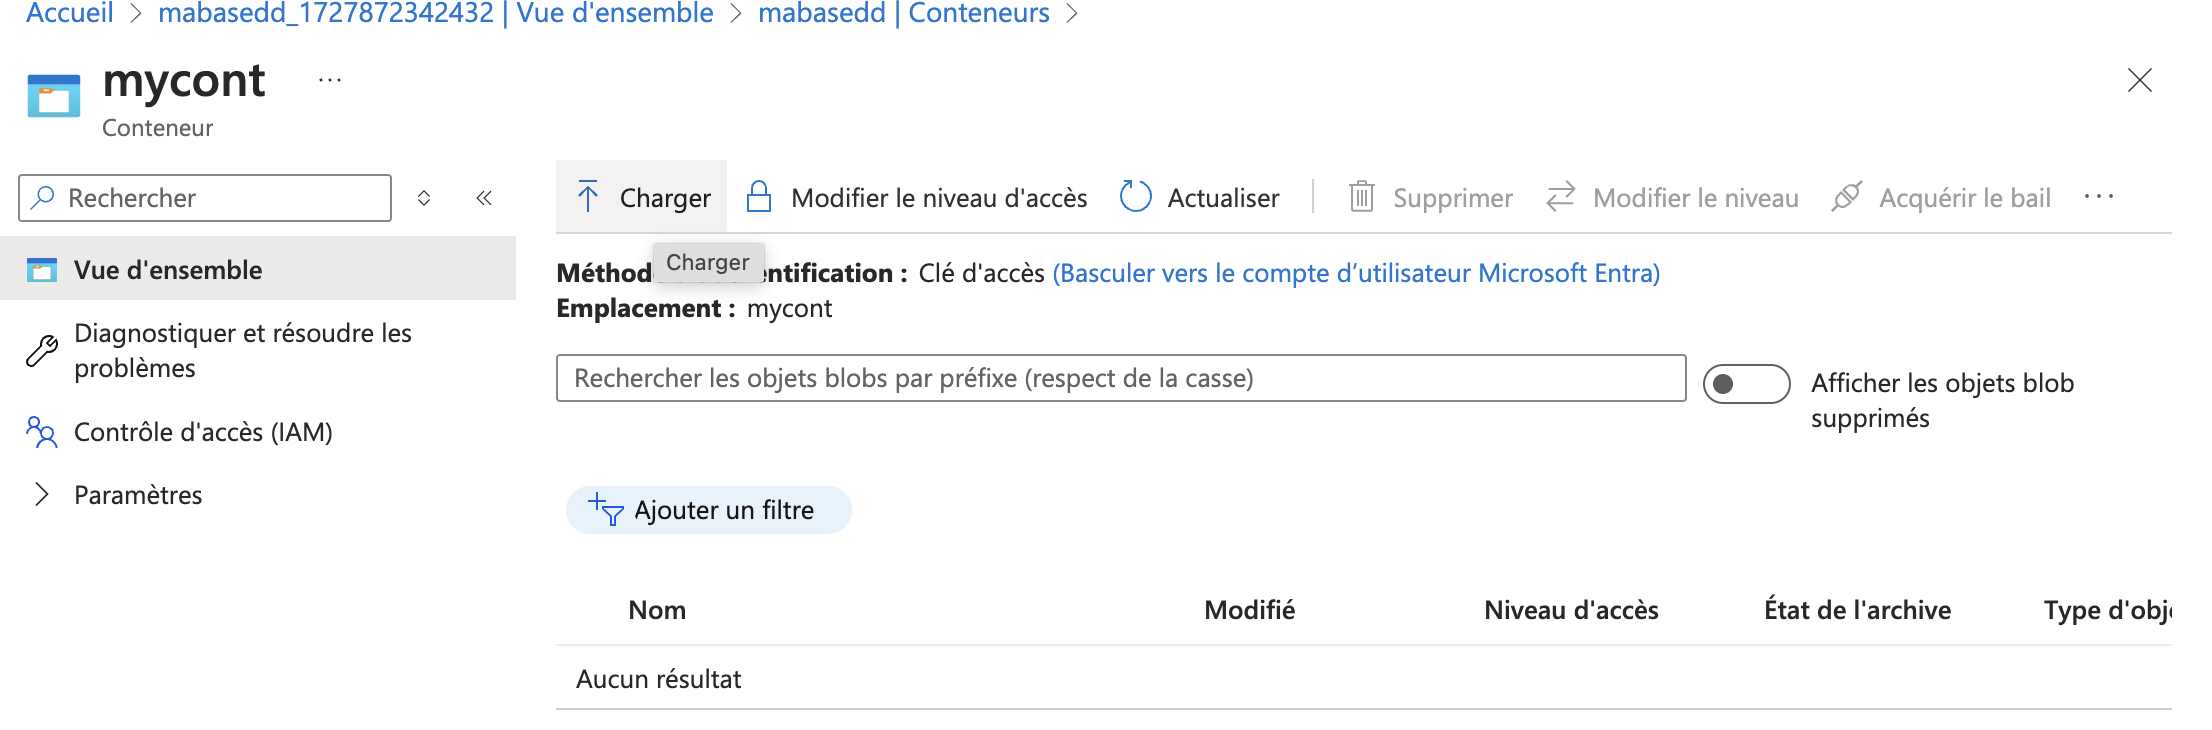 Accueil > mabasedd_1727872342432 | Vue d'ensemble > mabasedd | Conteneurs >
mycont ...
Conteneur
Rechercher
Vue d'ensemble
Diagnostiquer et résoudre les
problèmes
Contrôle d'accès (IAM)
Paramètres
Charger Modifier le niveau d'accès Actualiser Supprimer Modifier le niveau Acquérir le bail ...
Charger
Méthod entification : Clé d'accès (Basculer vers le compte d’utilisateur Microsoft Entra)
Emplacement : mycont
Rechercher les objets blobs par préfixe (respect de la casse)
Afficher les objets blob
supprimés
Ajouter un filtre
Nom Modifié Niveau d'accès État de l'archive Type d'obj
Aucun résultat